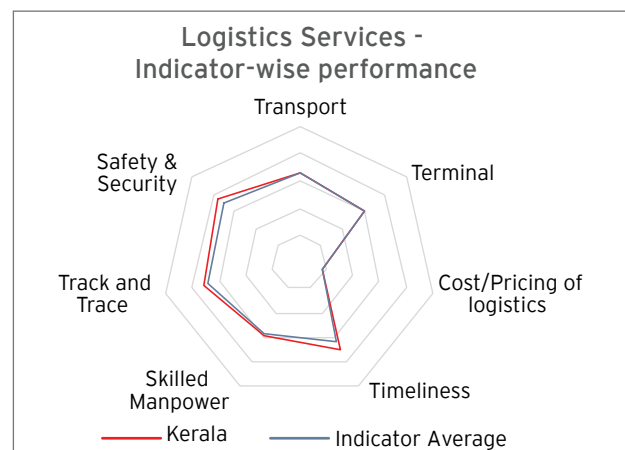 Logistics Services -
Indicator-wise performance
Transport
Safety &
Security
Terminal
Track and
Trace
Cost/Pricing of
logistics
Skilled
Manpower
Timeliness
Kerala
Indicator Average